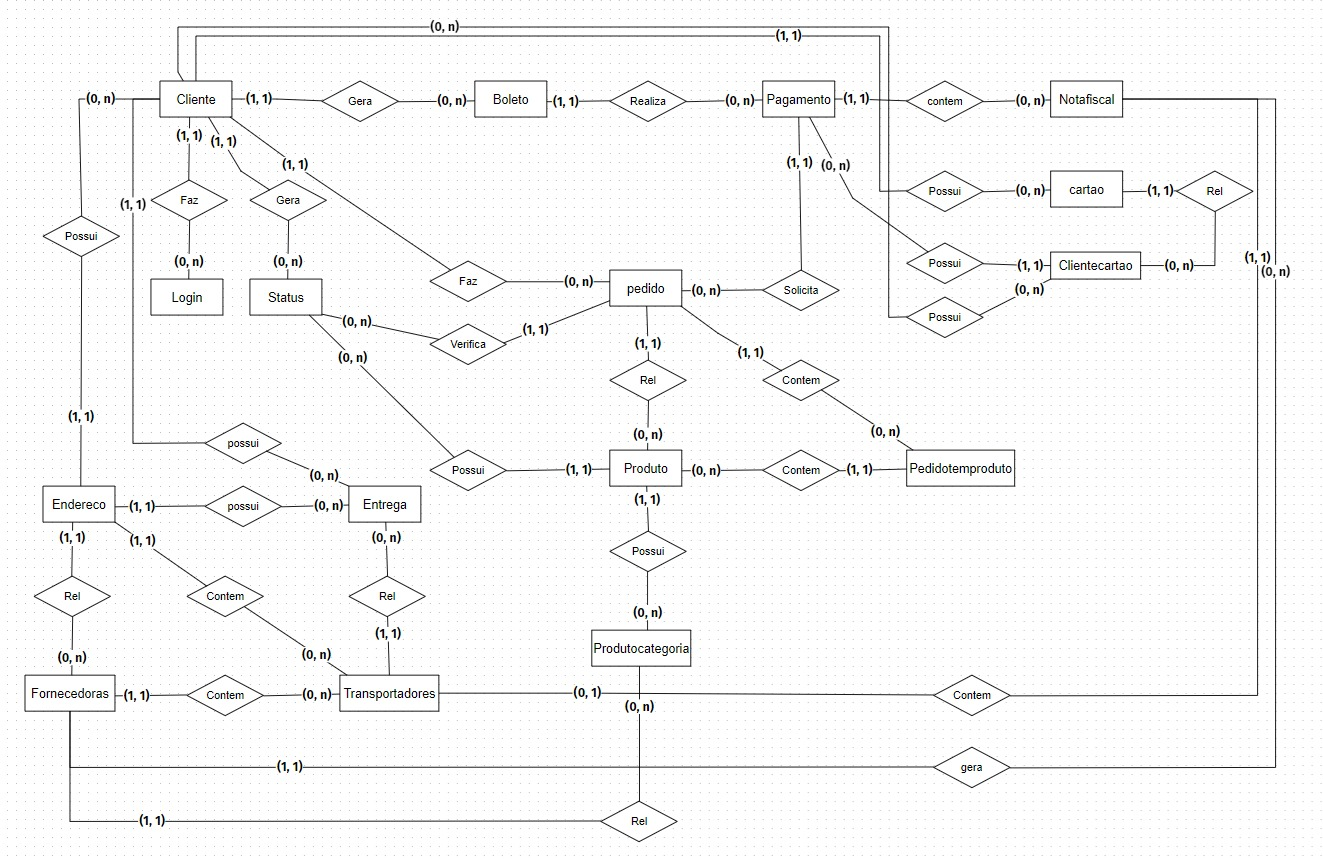 (0, n)
(1, 1)
(0, n)
Cliente
(1, 1)
Gera
(0, n)
Boleto
(1, 1)
Realiza
(0, n)
Pagamento
(1, 1)
contem
(0, n)
Notafiscal
(1, 1)
(1, 1)
(1, 1)
(1, 1)
(0, n)
(1, 1)
Faz
Gera
Possui
(0, n)
cartao
(1, 1)
Rel
Possui
(0, n)
(0, n)
Faz
(0, n)
pedido
(0, n)
Solicita
Possui
(1, 1)
Clientecartao
(0, n)
(1, 1)
(0, n)
Login
Status
(0, n)
Possui
(0, n)
Verifica
(1, 1)
(0, n)
(1, 1)
(1, 1)
Rel
Contem
(1, 1)
possui
(0, n)
(0, n)
(0, n)
Possui
(1, 1)
Produto
(0, n)
Contem
(1, 1)
Pedidotemproduto
Endereco
(1, 1)
possui
(0, n)
Entrega
(1, 1)
(1, 1)
(0, n)
(1, 1)
Possui
Rel
Contem
Rel
(0, n)
(1, 1)
(0, n)
(0, n)
Produtocategoria
Fornecedoras
(1, 1)
Contem
(0, n)
Transportadores
(0, 1)
Contem
(0, n)
(1, 1)
gera
(1, 1)
Rel